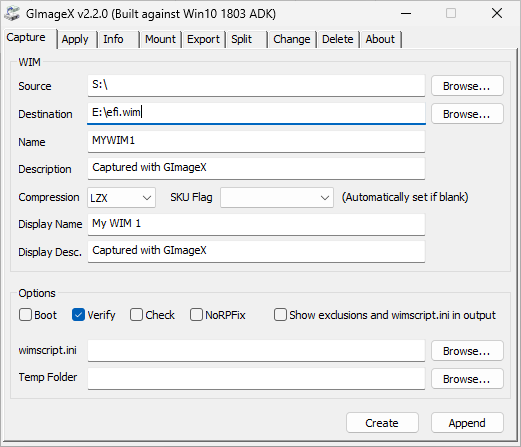 GImageX v2.2.0 (Built against Win10 1803 ADK)
Capture Apply Info Mount Export Split Change Delete About
WIM
Source S:\ Browse...
Destination E:\efi.wim Browse...
Name MYWIM1
Description Captured with GImageX
Compression LZX SKU Flag (Automatically set if blank)
Display Name My WIM 1
Display Desc. Captured with GImageX
Options
Boot Verify Check NoRPFix Show exclusions and wimscript.ini in output
wimscript.ini Browse...
Temp Folder Browse...
Create Append